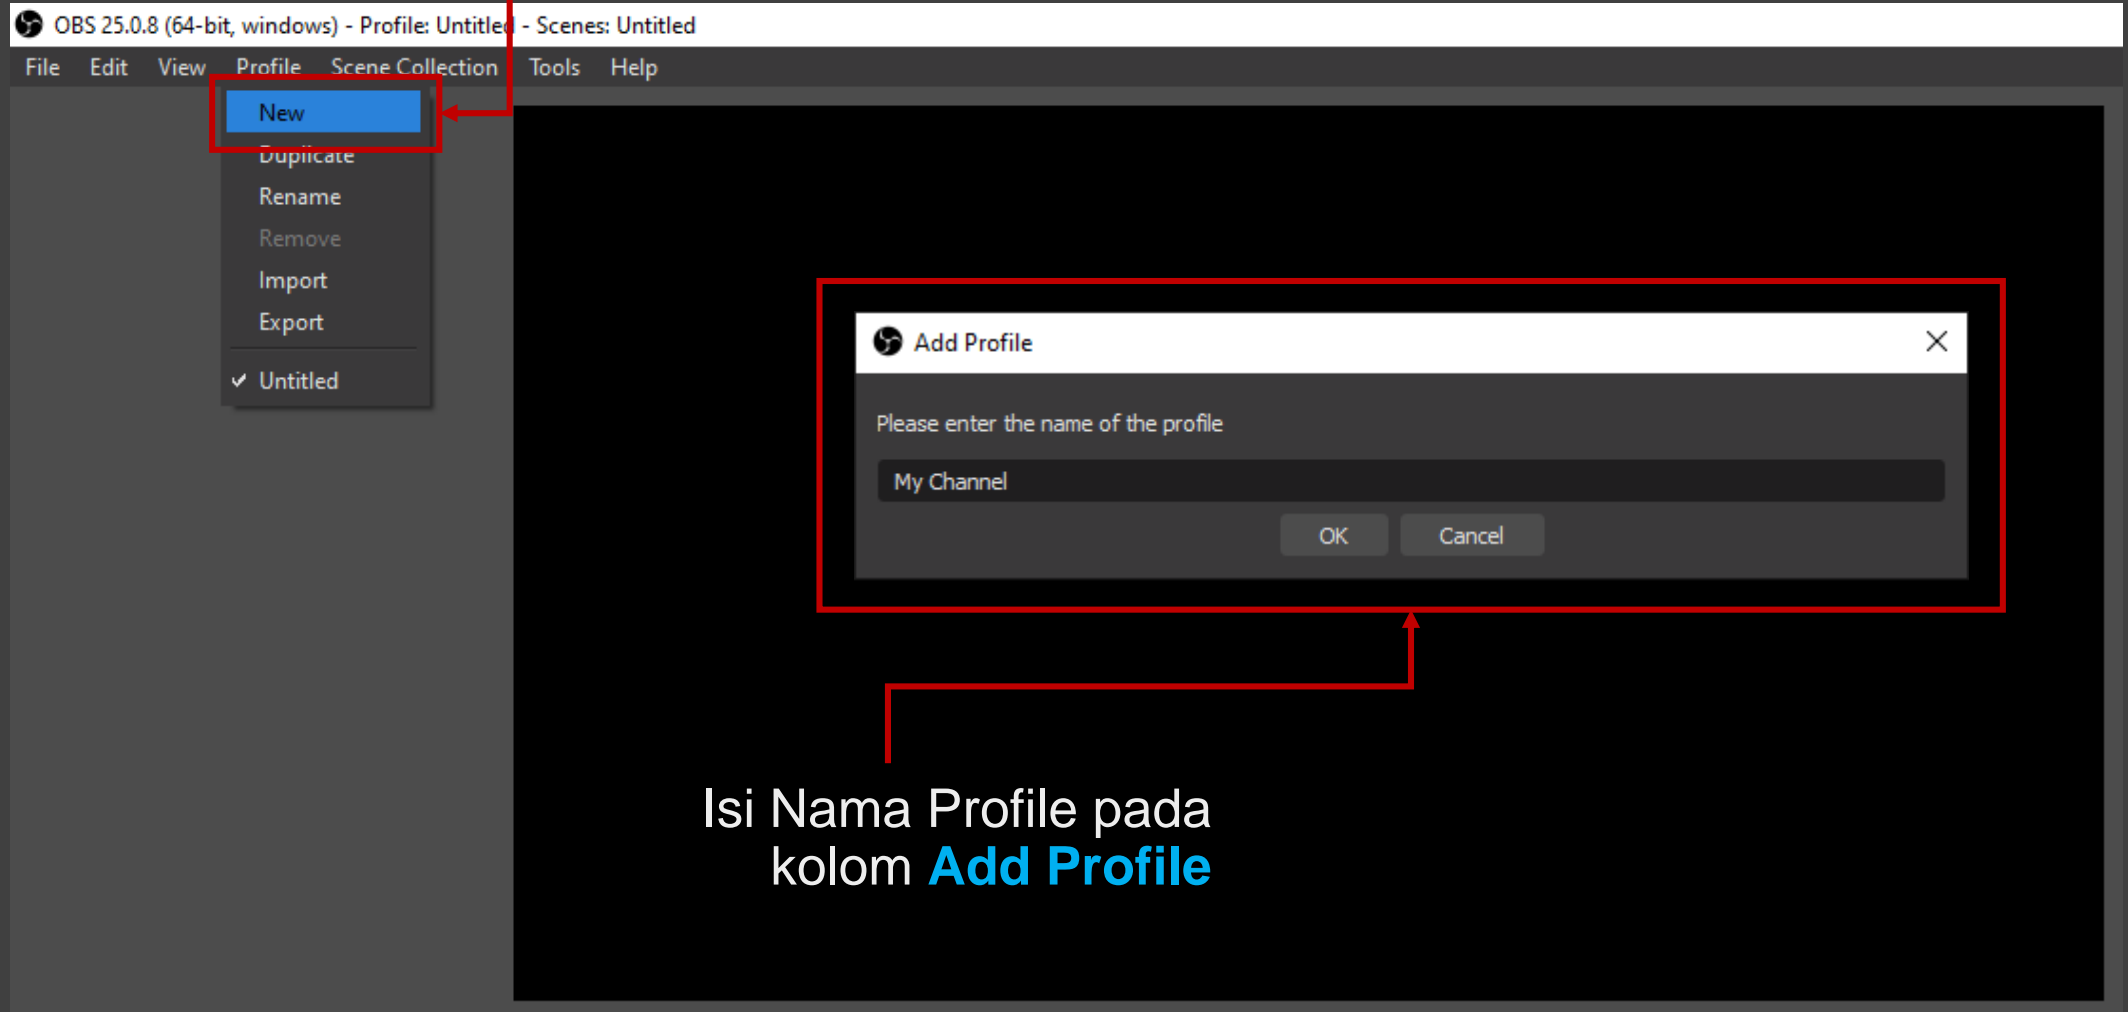 OBS 25.0.8 (64-bit, windows) - Profile: Untitled - Scenes: Untitled
File Edit View Profile Scene Collection Tools Help
New
Duplicate
Rename
Remove
Import
Export
Untitled
Add Profile
Please enter the name of the profile
My Channel
OK Cancel
Isi Nama Profile pada
kolom Add Profile